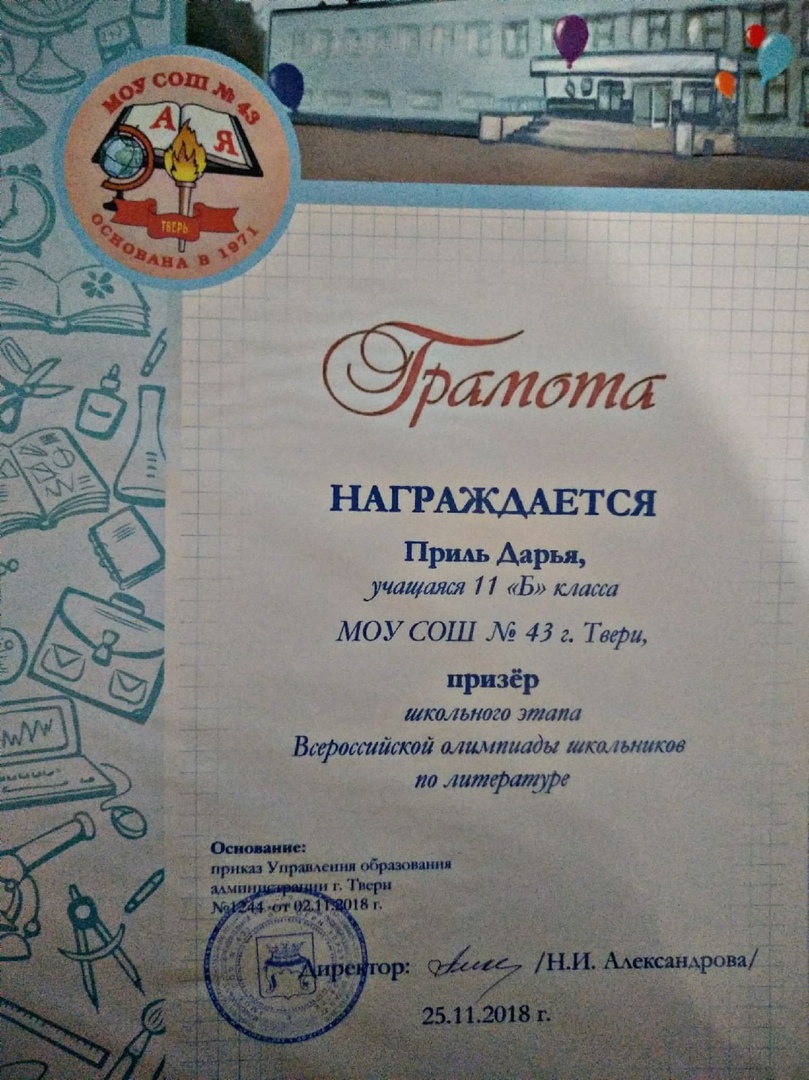 МОУ СОШ № 43
А Я
ТВЕРЬ
ОСНОВАНА В 1971
Грамота
НАГРАЖДАЕТСЯ
Приль Дарья,
учащаяся 11 «Б» класса
МОУ СОШ № 43 г. Твери,
призёр
школьного этапа
Всероссийской олимпиады школьников
по литературе
Основание:
приказ Управления образования
администрации г. Твери
№1244 от 02.11.2018 г.
Директор: /Н.И. Александрова/
25.11.2018 г.